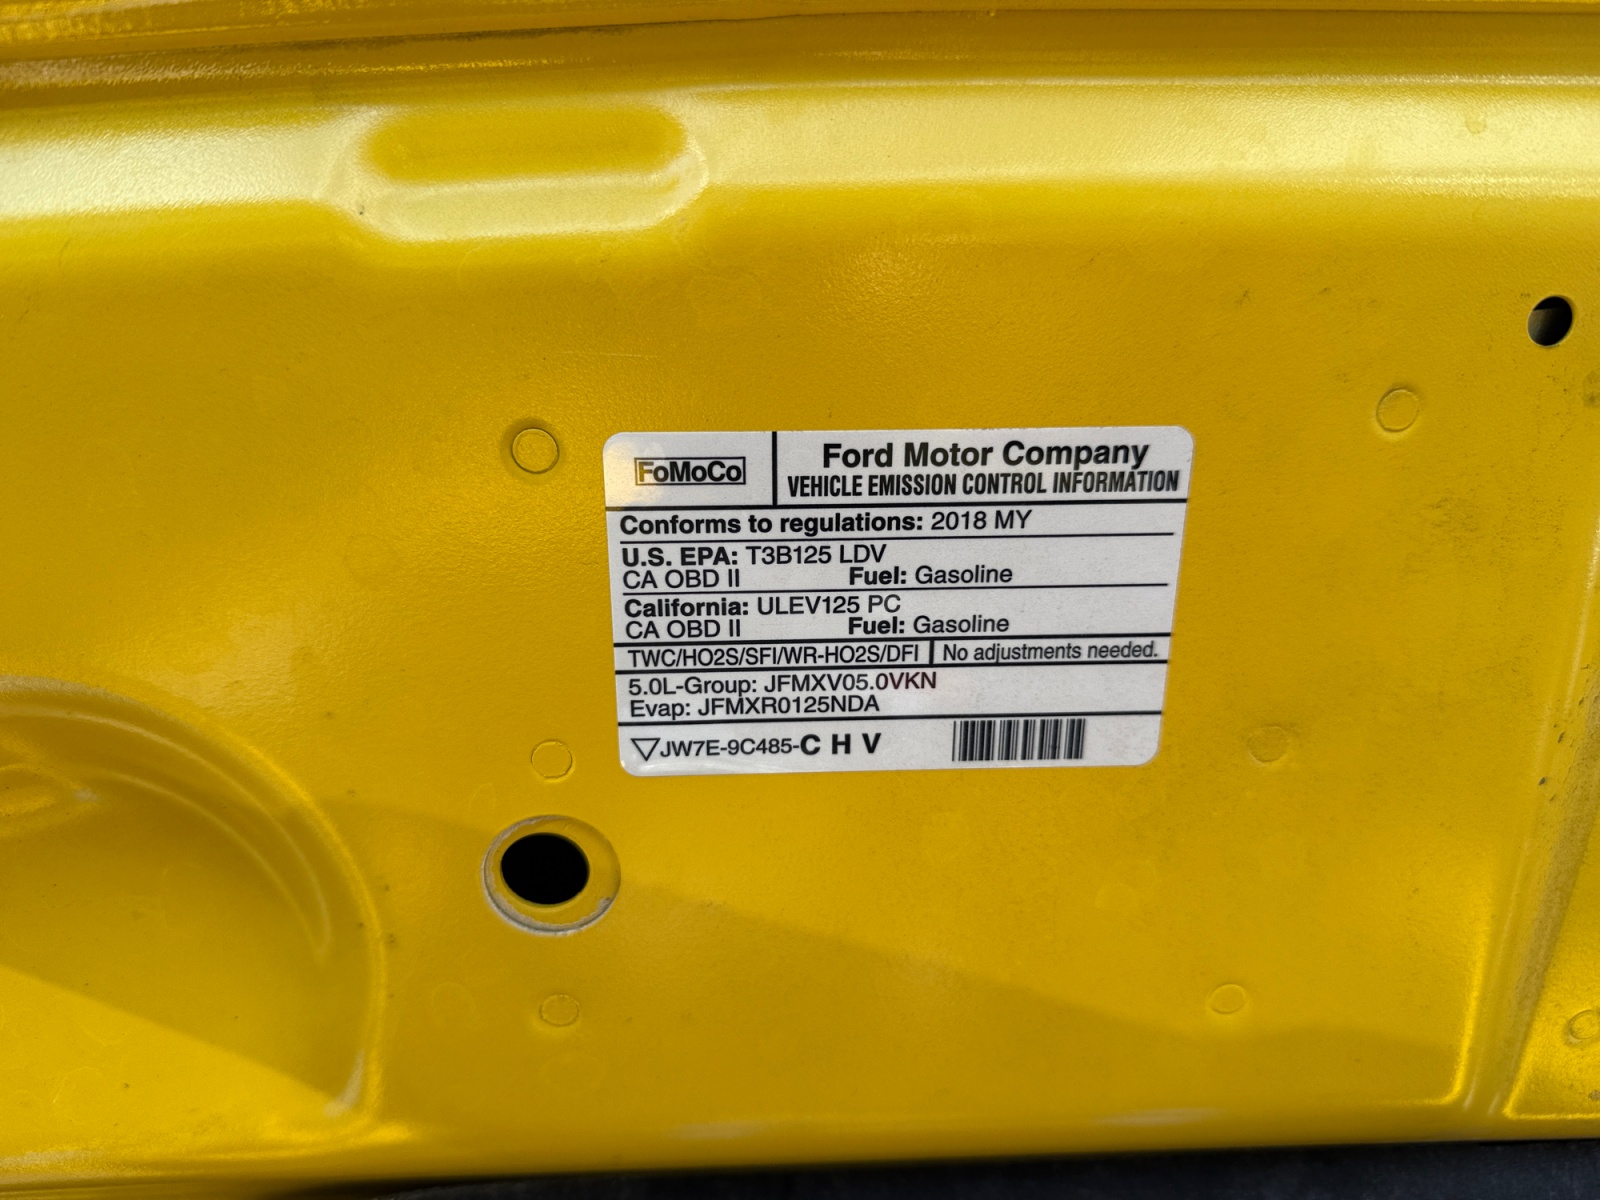 FoMoCo
Ford Motor Company
VEHICLE EMISSION CONTROL INFORMATION
Conforms to regulations: 2018 MY
U.S. EPA: T3B125 LDV
CA OBD II Fuel: Gasoline
California: ULEV125 PC
CA OBD II Fuel: Gasoline
TWC/HO2S/SFI/WR-HO2S/DFI No adjustments needed.
5.0L-Group: JFMXV05.0VKN
Evap: JFMXR0125NDA
▽JW7E-9C485-C H V